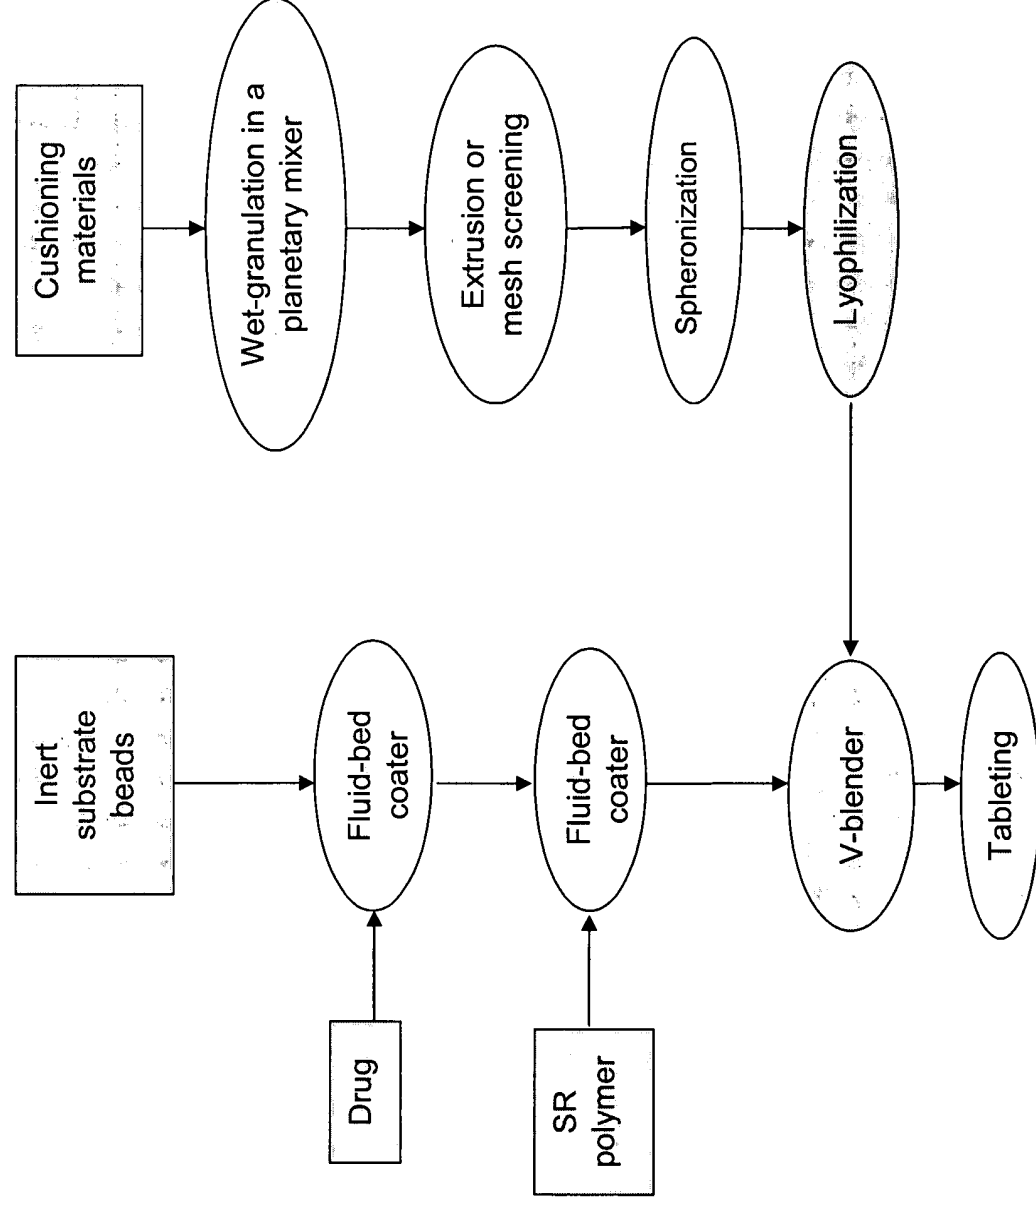 Cushioning
materials
Wet-granulation in a
planetary mixer
Extrusion or
mesh screening
Spheronization
Lyophilization
Inert
substrate
beads
Fluid-bed
coater
Fluid-bed
coater
V-blender
Tableting
Drug
SR
polymer